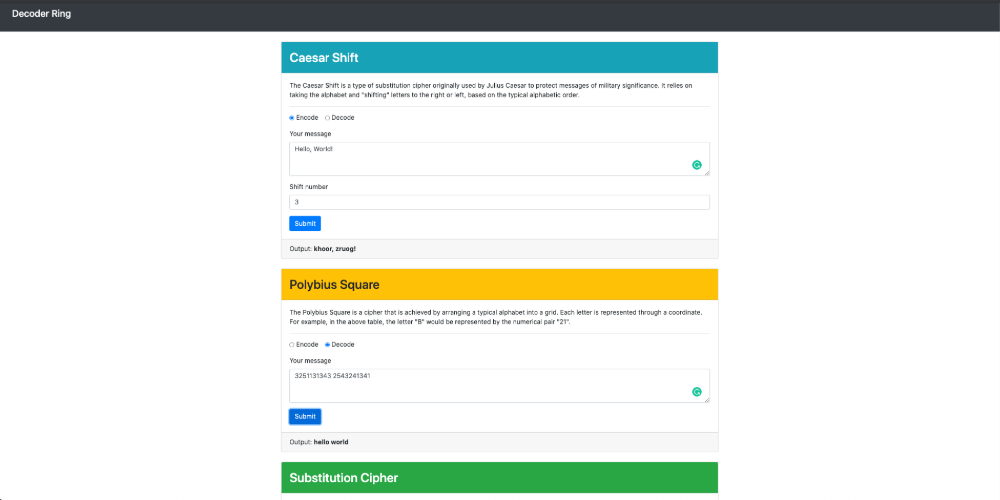 Decoder Ring
Caesar Shift
The Caesar Shift is a type of substitution cipher originally used by Julius Caesar to protect messages of military significance. It relies on
taking the alphabet and "shifting" letters to the right or left, based on the typical alphabetic order.
Encode Decode
Your message
Hello, World!
Shift number
3
Submit
Output: khoor, zruog!
Polybius Square
The Polybius Square is a cipher that is achieved by arranging a typical alphabet into a grid. Each letter is represented through a coordinate.
For example, in the above table, the letter "B" would be represented by the numerical pair "21".
Encode Decode
Your message
3251131343 2543241341
Submit
Output: hello world
Substitution Cipher